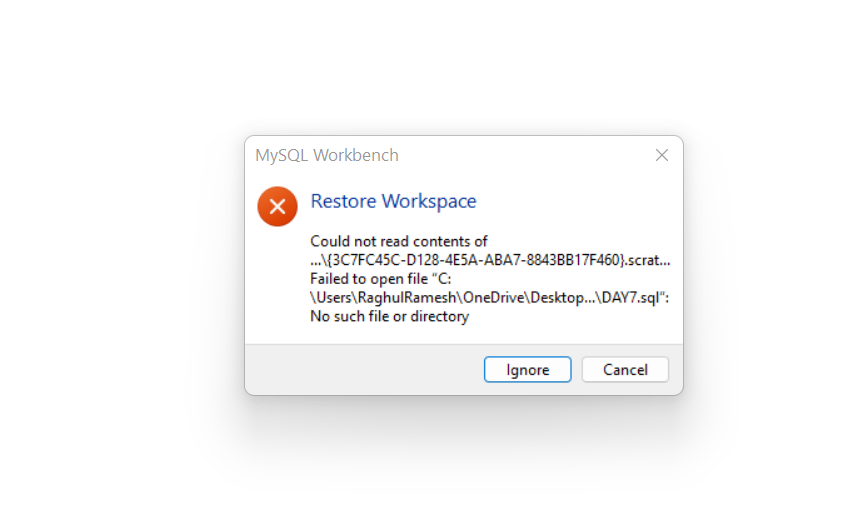 MySQL Workbench
Restore Workspace
Could not read contents of
...\{3C7FC45C-D128-4E5A-ABA7-8843BB17F460}.scrat...
Failed to open file “C:
\Users\RaghulRamesh\OneDrive\Desktop...\DAY7.sql”:
No such file or directory
Ignore
Cancel